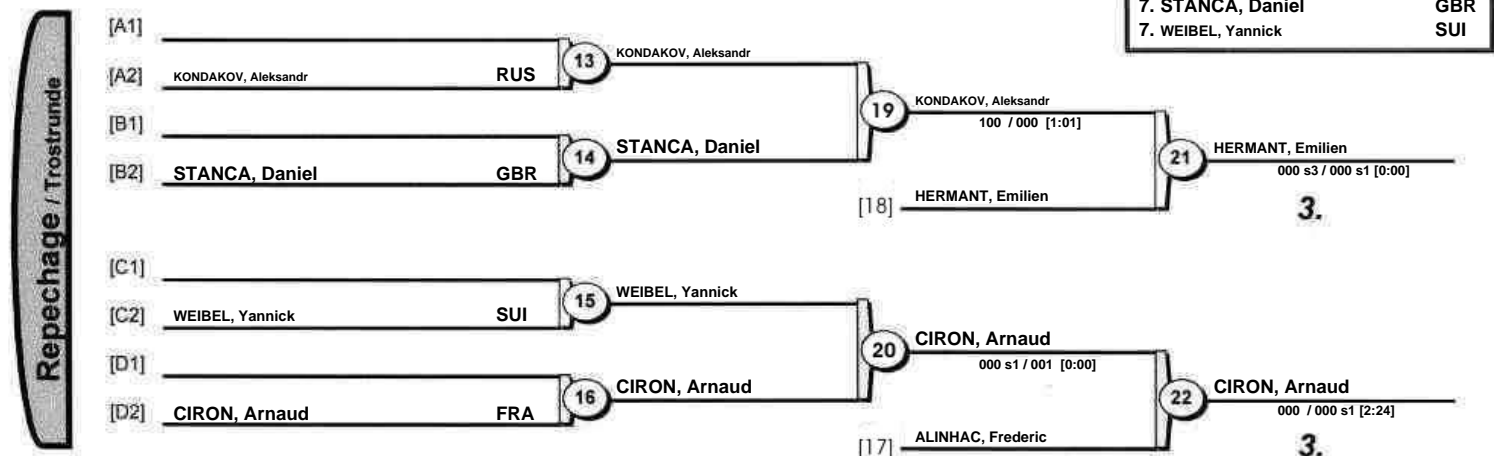 7. STANCA, Daniel GBR
7. WEIBEL, Yannick SUI
Repechage / Trostrunde
[A1]
13 KONDAKOV, Aleksandr
[A2] KONDAKOV, Aleksandr RUS
19 KONDAKOV, Aleksandr
100 / 000 [1:01]
[B1]
14 STANCA, Daniel
[B2] STANCA, Daniel GBR
21 HERMANT, Emilien
000 s3 / 000 s1 [0:00]
[18] HERMANT, Emilien
3.
[C1]
15 WEIBEL, Yannick
[C2] WEIBEL, Yannick SUI
20 CIRON, Arnaud
000 s1 / 001 [0:00]
[D1]
16 CIRON, Arnaud
[D2] CIRON, Arnaud FRA
22 CIRON, Arnaud
000 / 000 s1 [2:24]
[17] ALINHAC, Frederic
3.